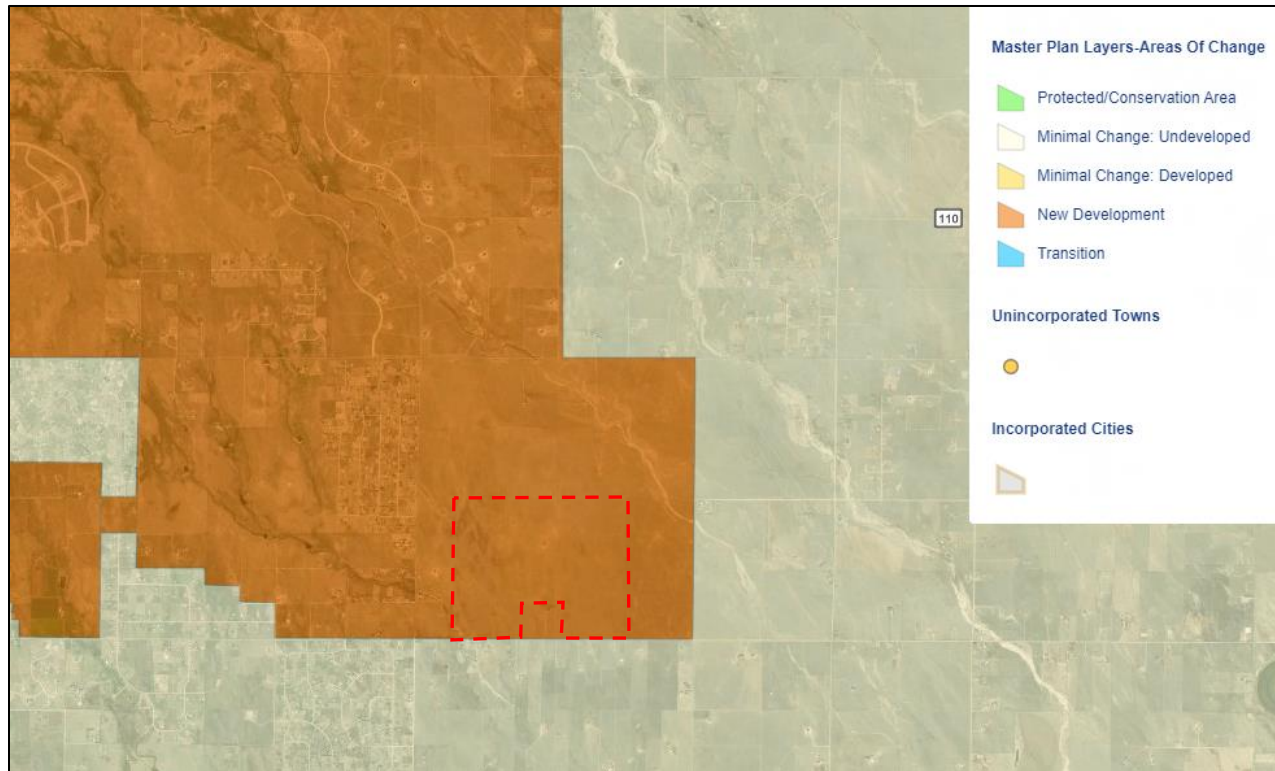 Master Plan Layers-Areas Of Change
Protected/Conservation Area
Minimal Change: Undeveloped
Minimal Change: Developed
New Development
110
Transition
Unincorporated Towns
Incorporated Cities